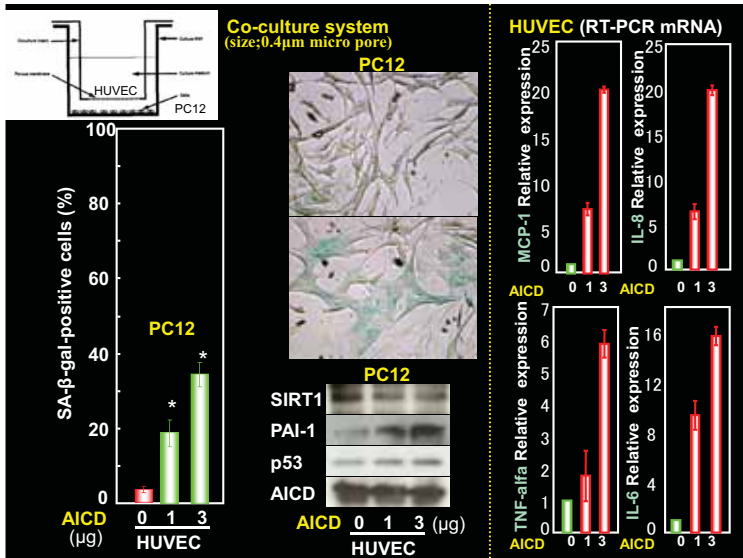 Co-culture system
(size;0.4μm micro pore)
HUVEC
PC12
SA-β-gal-positive cells (%)
100
80
60
40
20
0
PC12
*
*
AICD
(μg)
0 1 3
HUVEC
PC12
PC12
SIRT1
PAI-1
p53
AICD
AICD 0 1 3 (μg)
HUVEC
HUVEC (RT-PCR mRNA)
MCP-1 Relative expression
25
20
15
10
5
0
AICD 0 1 3
IL-8 Relative expression
25
20
15
10
5
0
0 1 3
TNF-alfa Relative expression
7
6
5
4
3
2
1
0
AICD 0 1 3
IL-6 Relative expression
16
12
8
4
0
0 1 3